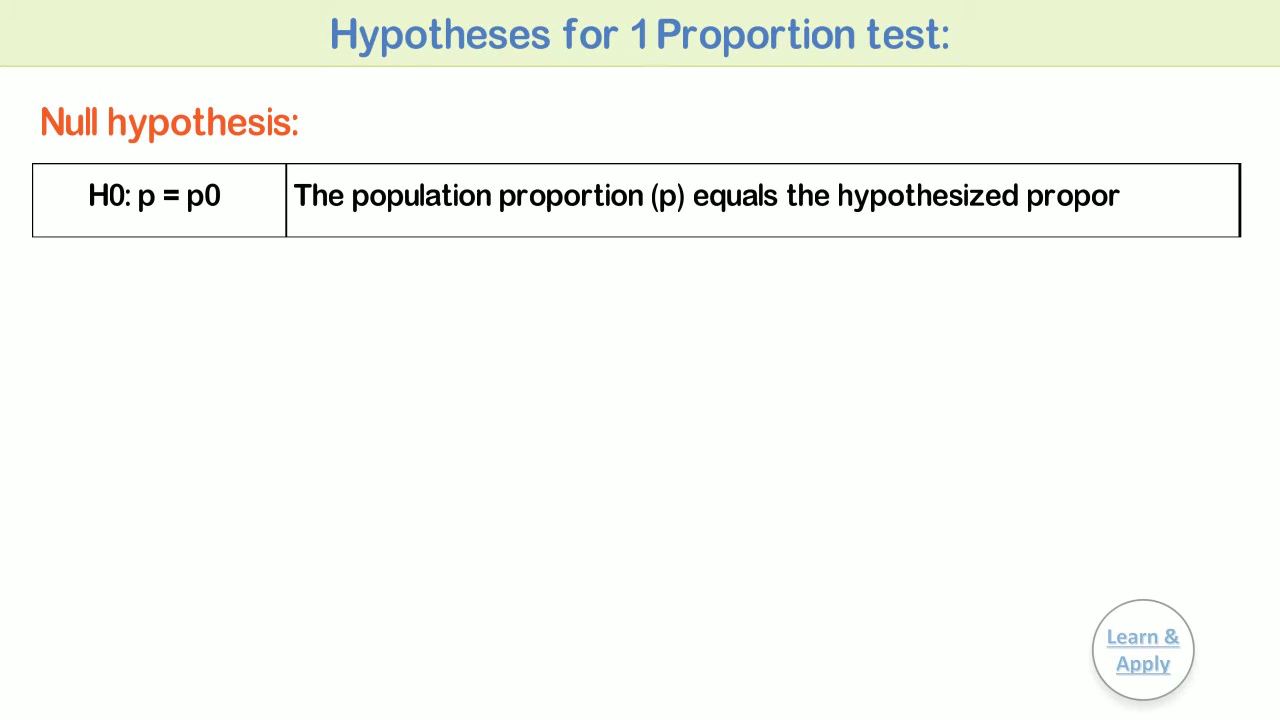 Hypotheses for 1 Proportion test:
Null hypothesis:
H0: p = p0 The population proportion (p) equals the hypothesized propor
Learn &
Apply